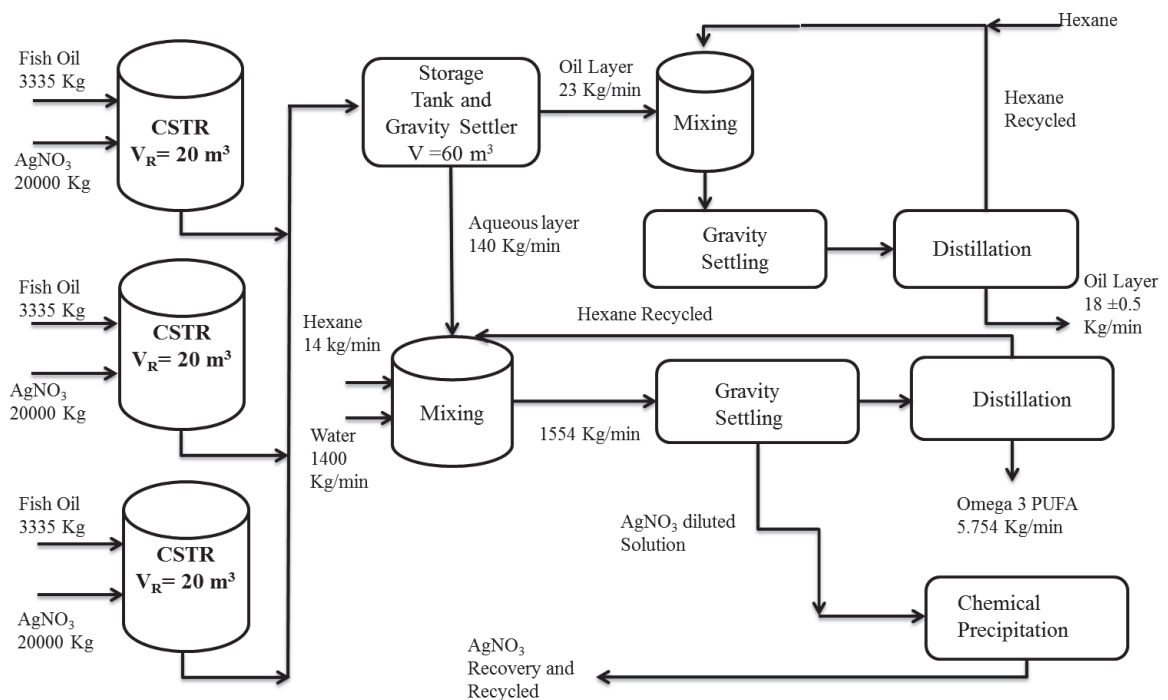 Fish Oil
3335 Kg
AgNO₃
20000 Kg
CSTR
V_R= 20 m³
Fish Oil
3335 Kg
AgNO₃
20000 Kg
CSTR
V_R= 20 m³
Fish Oil
3335 Kg
AgNO₃
20000 Kg
CSTR
V_R= 20 m³
Storage
Tank and
Gravity Settler
V =60 m³
Oil Layer
23 Kg/min
Mixing
Hexane
Hexane
Recycled
Gravity
Settling
Distillation
Oil Layer
18 ±0.5
Kg/min
Aqueous layer
140 Kg/min
Hexane Recycled
Hexane
14 kg/min
Water
1400
Kg/min
Mixing
1554 Kg/min
Gravity
Settling
Distillation
Omega 3 PUFA
5.754 Kg/min
AgNO₃ diluted
Solution
Chemical
Precipitation
AgNO₃
Recovery and
Recycled